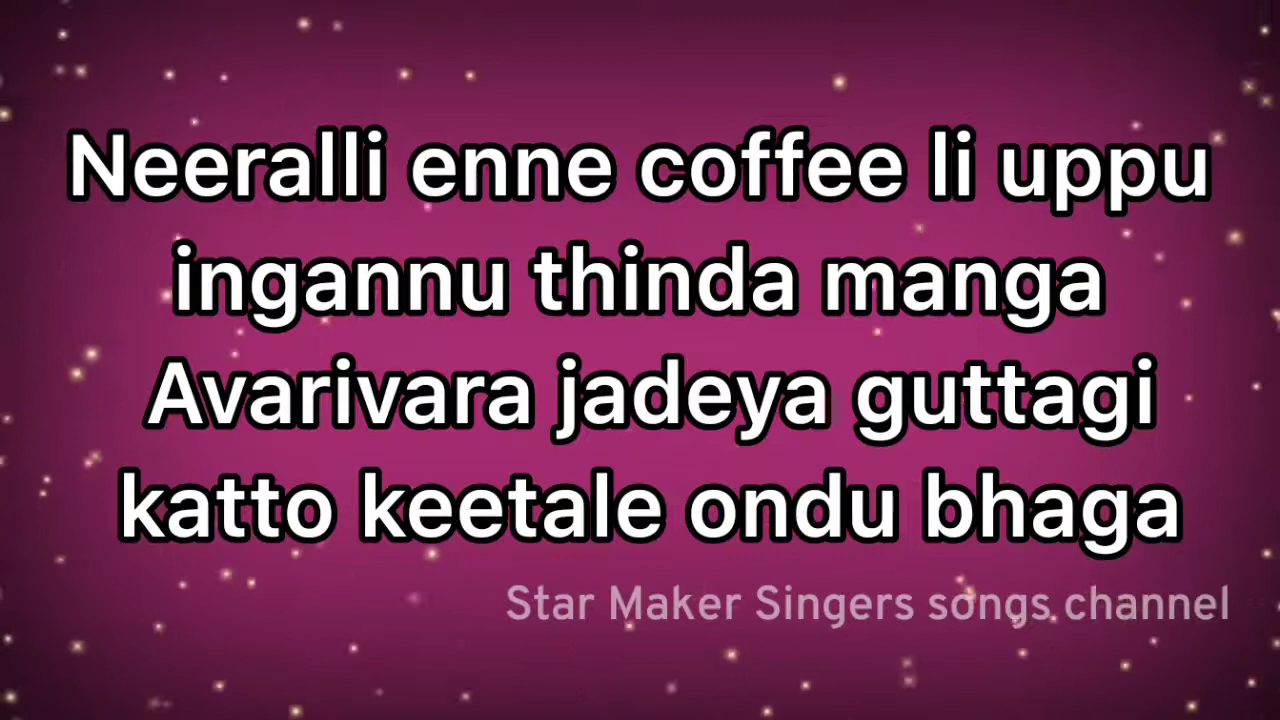 Neeralli enne coffee li uppu
ingannu thinda manga
Avarivara jadeya guttagi
katto keetale ondu bhaga
Star Maker Singers songs channel